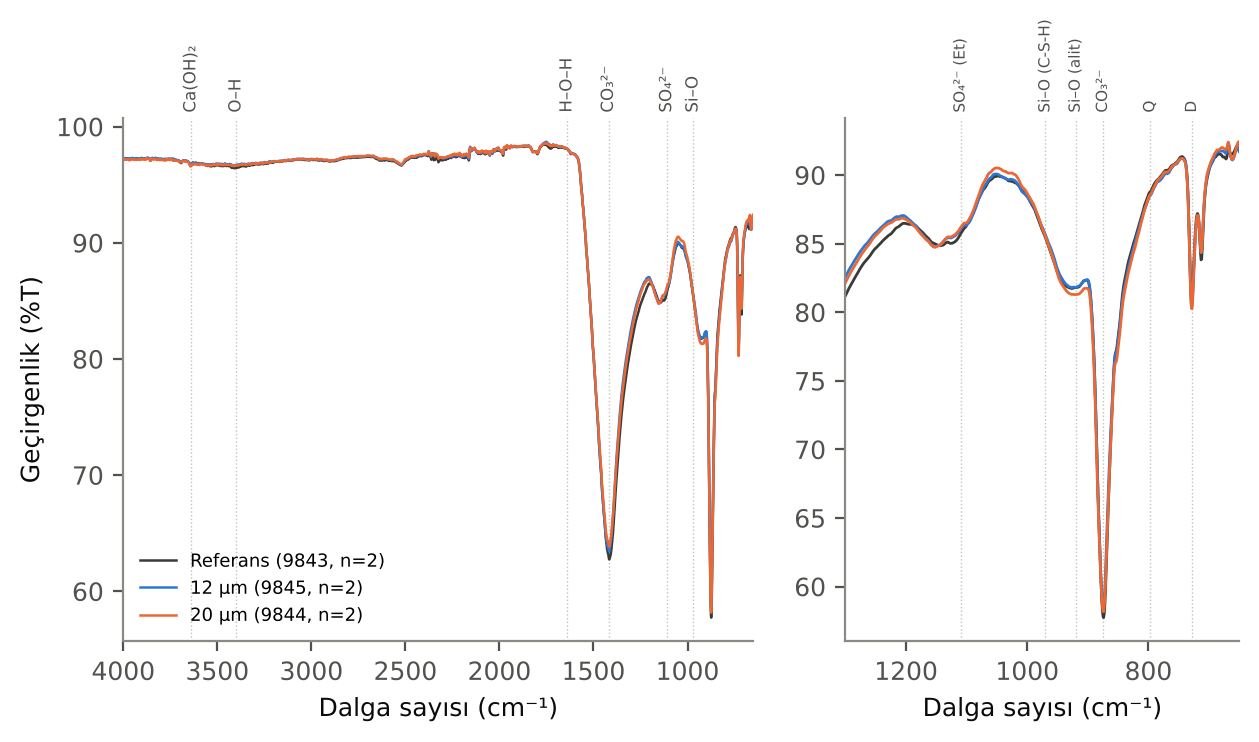 Ca(OH)₂
O–H
H–O–H
CO₃²⁻
SO₄²⁻
Si–O
100
90
80
70
60
Geçirgenlik (%T)
Referans (9843, n=2)
12 µm (9845, n=2)
20 µm (9844, n=2)
4000 3500 3000 2500 2000 1500 1000
Dalga sayısı (cm⁻¹)
SO₄²⁻ (Et)
Si–O (C-S-H)
Si–O (alit)
CO₃²⁻
Q
D
90
85
80
75
70
65
60
1200 1000 800
Dalga sayısı (cm⁻¹)